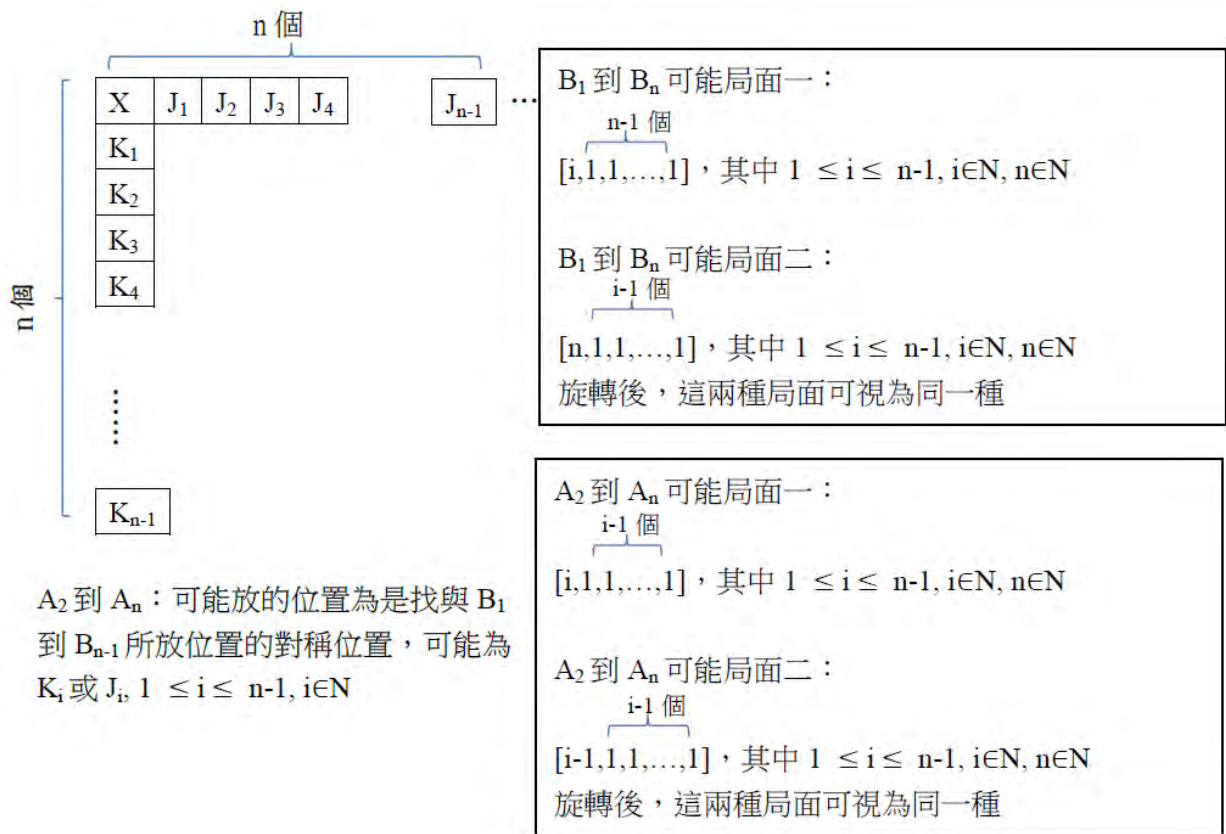 n 個
n 個
X J₁ J₂ J₃ J₄ Jₙ₋₁ …
K₁
K₂
K₃
K₄
……
Kₙ₋₁
A₂ 到 Aₙ:可能放的位置為是找與 B₁
到 Bₙ₋₁ 所放位置的對稱位置,可能為
Kᵢ 或 Jᵢ, 1 ≤ i ≤ n-1, i∈N
B₁ 到 Bₙ 可能局面一:
n-1 個
[i,1,1,…,1],其中 1 ≤ i ≤ n-1, i∈N, n∈N
B₁ 到 Bₙ 可能局面二:
i-1 個
[n,1,1,…,1],其中 1 ≤ i ≤ n-1, i∈N, n∈N
旋轉後,這兩種局面可視為同一種
A₂ 到 Aₙ 可能局面一:
i-1 個
[i,1,1,…,1],其中 1 ≤ i ≤ n-1, i∈N, n∈N
A₂ 到 Aₙ 可能局面二:
i-1 個
[i-1,1,1,…,1],其中 1 ≤ i ≤ n-1, i∈N, n∈N
旋轉後,這兩種局面可視為同一種